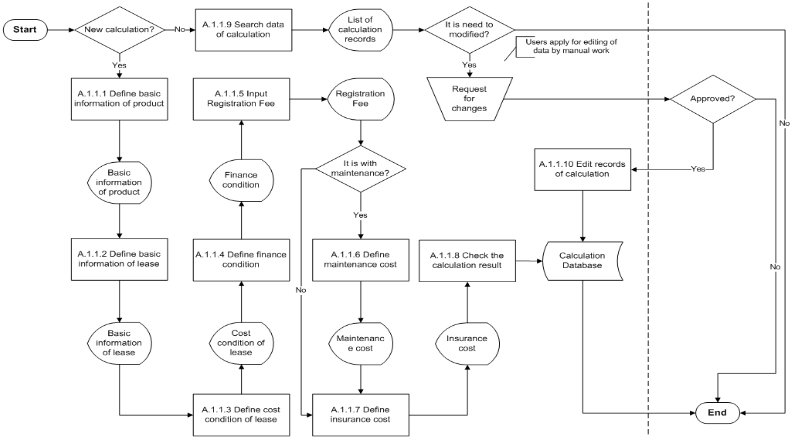 Start
New calculation?
No
A.1.1.9 Search data
of calculation
List of
calculation
records
It is need to
modified?
Users apply for editing of
data by manual work
Yes
Yes
A.1.1.1 Define basic
information of product
A.1.1.5 Input
Registration Fee
Registration
Fee
Request
for
changes
Approved?
No
Basic
information
of product
Finance
condition
It is with
maintenance?
A.1.1.10 Edit records
of calculation
Yes
Yes
A.1.1.2 Define basic
information of lease
A.1.1.4 Define finance
condition
A.1.1.6 Define
maintenance cost
A.1.1.8 Check the
calculation result
Calculation
Database
No
No
Basic
information
of lease
Cost
condition of
lease
Maintenanc
e cost
Insurance
cost
A.1.1.3 Define cost
condition of lease
A.1.1.7 Define
insurance cost
End